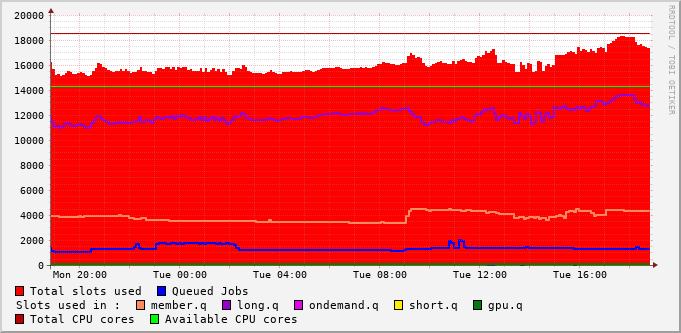 20000
18000
16000
14000
12000
10000
8000
6000
4000
2000
0
Mon 20:00 Tue 00:00 Tue 04:00 Tue 08:00 Tue 12:00 Tue 16:00
RRDTOOL / TOBI OETIKER
Total slots used Queued Jobs
Slots used in : member.q long.q ondemand.q short.q gpu.q
Total CPU cores Available CPU cores